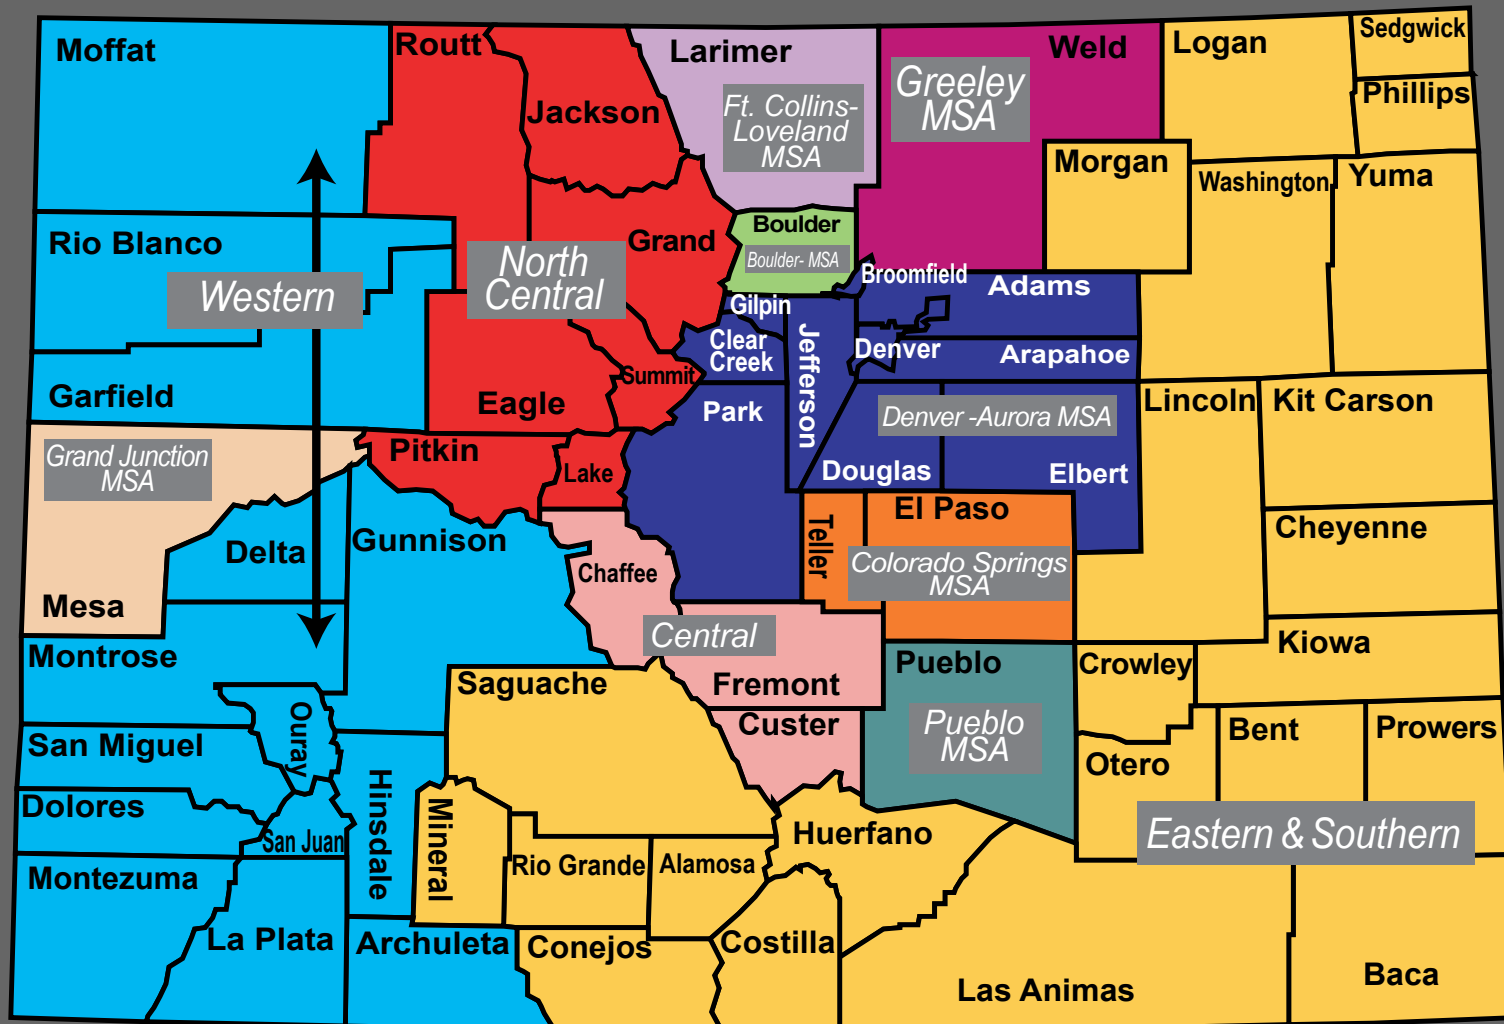 Moffat
Routt
Larimer
Weld
Logan
Sedgwick
Phillips
Jackson
Ft. Collins-
Loveland
MSA
Greeley
MSA
Morgan
Washington
Yuma
Rio Blanco
Grand
Boulder
Boulder- MSA
Western
North
Central
Broomfield
Adams
Gilpin
Clear
Creek
Jefferson
Denver
Arapahoe
Garfield
Eagle
Summit
Park
Denver -Aurora MSA
Lincoln
Kit Carson
Grand Junction
MSA
Pitkin
Lake
Douglas
Elbert
El Paso
Teller
Cheyenne
Delta
Gunnison
Chaffee
Colorado Springs
MSA
Mesa
Central
Kiowa
Montrose
Saguache
Fremont
Pueblo
Crowley
Ouray
Custer
Pueblo
MSA
Bent
Prowers
San Miguel
Otero
Dolores
Hinsdale
Mineral
San Juan
Huerfano
Eastern & Southern
Montezuma
Rio Grande
Alamosa
La Plata
Archuleta
Conejos
Costilla
Las Animas
Baca